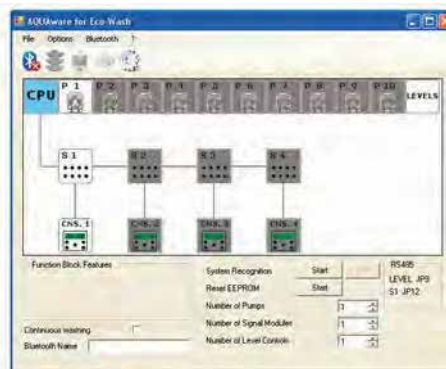 AQUAware for Eco-Wash
File Options Bluetooth ?
CPU P 1 P 2 P 3 P 4 P 5 P 6 P 7 P 8 P 9 P 10 LEVELS
S 1 S 2 S 3 S 4
CNS. 1 CNS. 2 CNS. 3 CNS. 4
Function Block Features
System Recognition Start
RS485
Reset EEPROM Start
LEVEL JP9
S1 JP12
Number of Pumps 1
Number of Signal Modules 1
Continuous washing
Number of Level Controls 1
Bluetooth Name